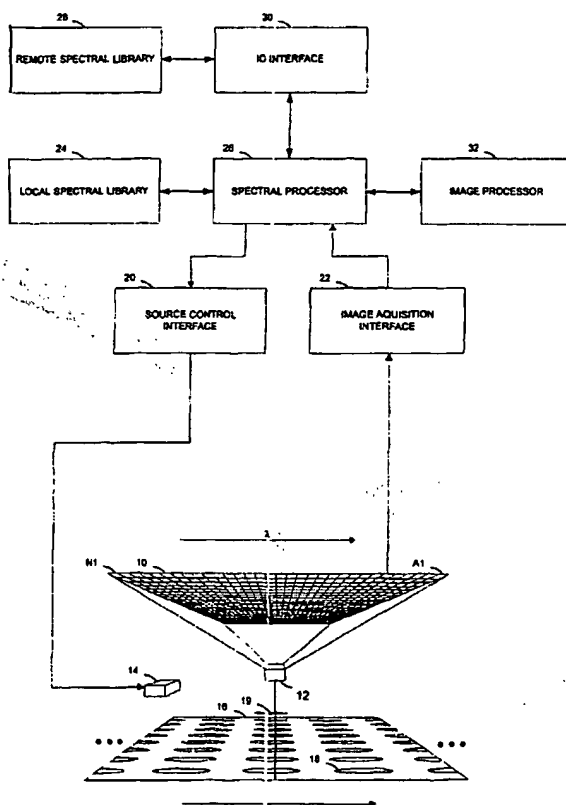 28
30
REMOTE SPECTRAL LIBRARY
IO INTERFACE
24
26
32
LOCAL SPECTRAL LIBRARY
SPECTRAL PROCESSOR
IMAGE PROCESSOR
20
22
SOURCE CONTROL
INTERFACE
IMAGE AQUISITION
INTERFACE
λ
N1
10
A1
14
12
19
16
18